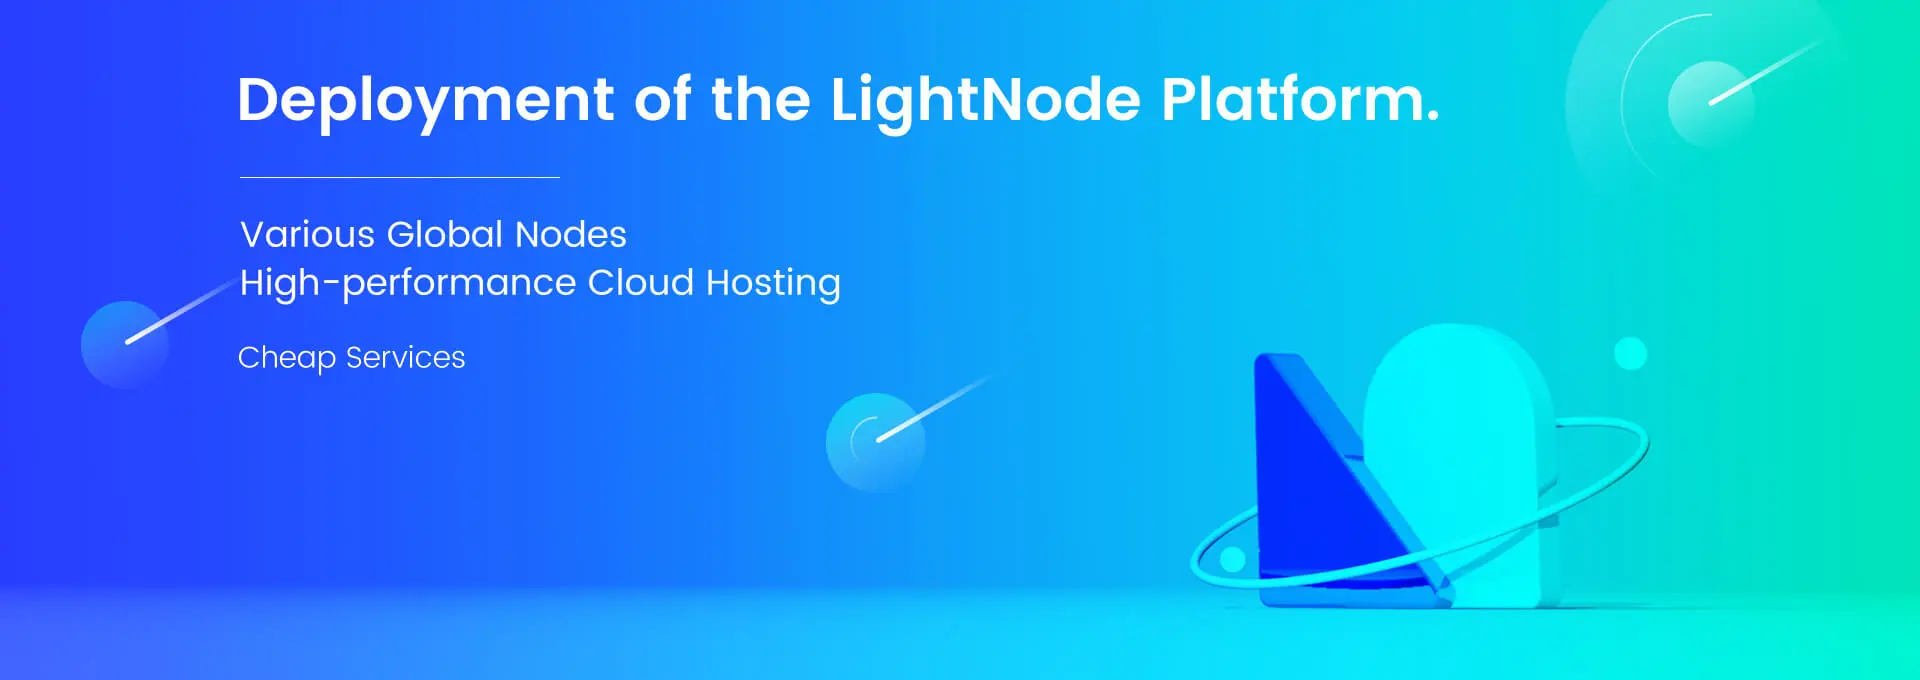 Deployment of the LightNode Platform.
Various Global Nodes
High-performance Cloud Hosting
Cheap Services